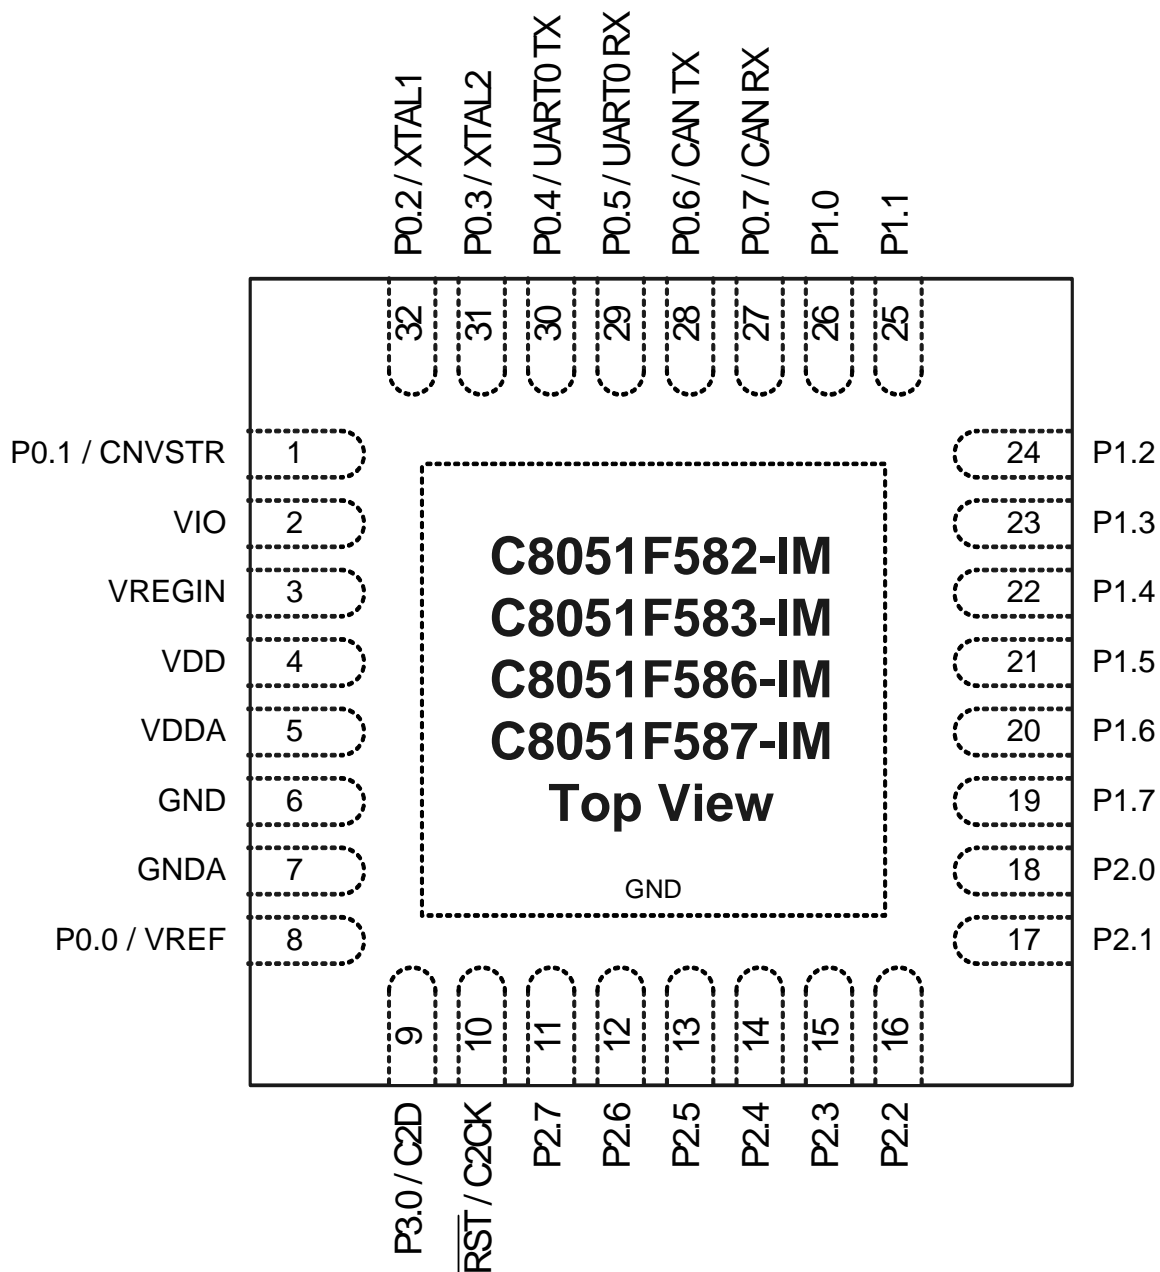 P0.2 / XTAL1
P0.3 / XTAL2
P0.4 / UART0 TX
P0.5 / UART0 RX
P0.6 / CAN TX
P0.7 / CAN RX
P1.0
P1.1
32
31
30
29
28
27
26
25
P0.1 / CNVSTR
1
VIO
2
VREGIN
3
VDD
4
VDDA
5
GND
6
GNDA
7
P0.0 / VREF
8
C8051F582-IM
C8051F583-IM
C8051F586-IM
C8051F587-IM
Top View
GND
24
P1.2
23
P1.3
22
P1.4
21
P1.5
20
P1.6
19
P1.7
18
P2.0
17
P2.1
9
10
11
12
13
14
15
16
P3.0 / C2D
RST / C2CK
P2.7
P2.6
P2.5
P2.4
P2.3
P2.2